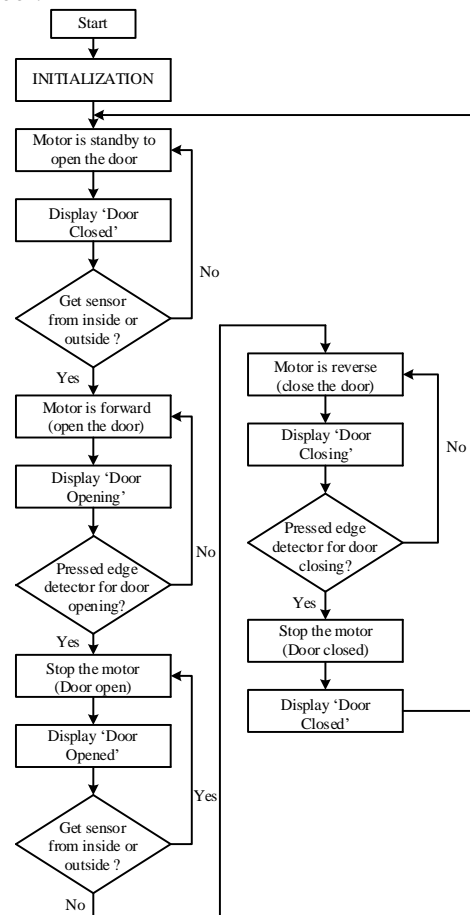 Start
INITIALIZATION
Motor is standby to
open the door
Display ‘Door
Closed’
No
Get sensor
from inside or
outside ?
Yes
Motor is forward
(open the door)
Display ‘Door
Opening’
No
Pressed edge
detector for door
opening?
Yes
Stop the motor
(Door open)
Display ‘Door
Opened’
Yes
Get sensor
from inside or
outside ?
No
Motor is reverse
(close the door)
Display ‘Door
Closing’
No
Pressed edge
detector for door
closing?
Yes
Stop the motor
(Door closed)
Display ‘Door
Closed’